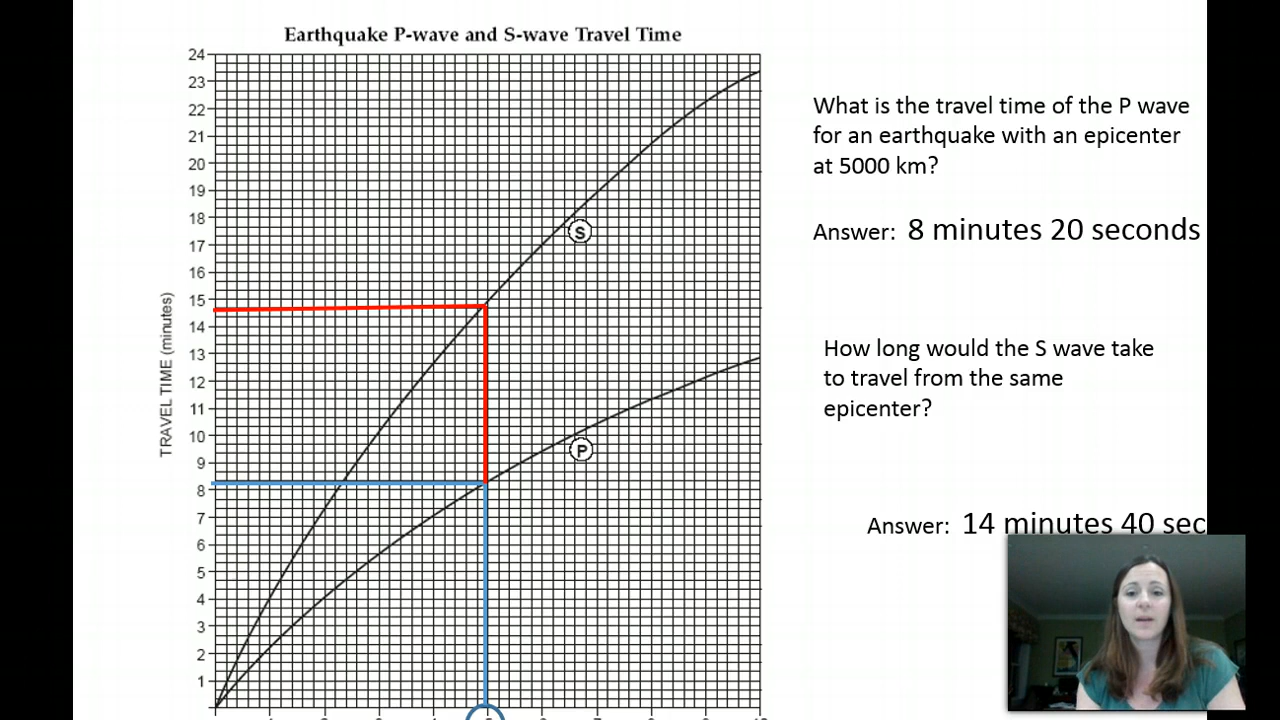 Earthquake P-wave and S-wave Travel Time
24
23
22
21
20
19
18
17
16
15
14
13
12
11
10
9
8
7
6
5
4
3
2
1
TRAVEL TIME (minutes)
S
P
What is the travel time of the P wave
for an earthquake with an epicenter
at 5000 km?
Answer: 8 minutes 20 seconds
How long would the S wave take
to travel from the same
epicenter?
Answer: 14 minutes 40 sec